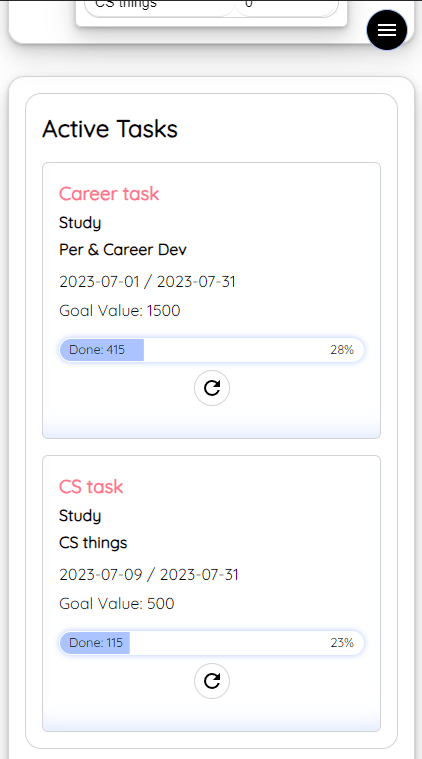 CS things 0
Active Tasks
Career task
Study
Per & Career Dev
2023-07-01 / 2023-07-31
Goal Value: 1500
Done: 415 28%
CS task
Study
CS things
2023-07-09 / 2023-07-31
Goal Value: 500
Done: 115 23%